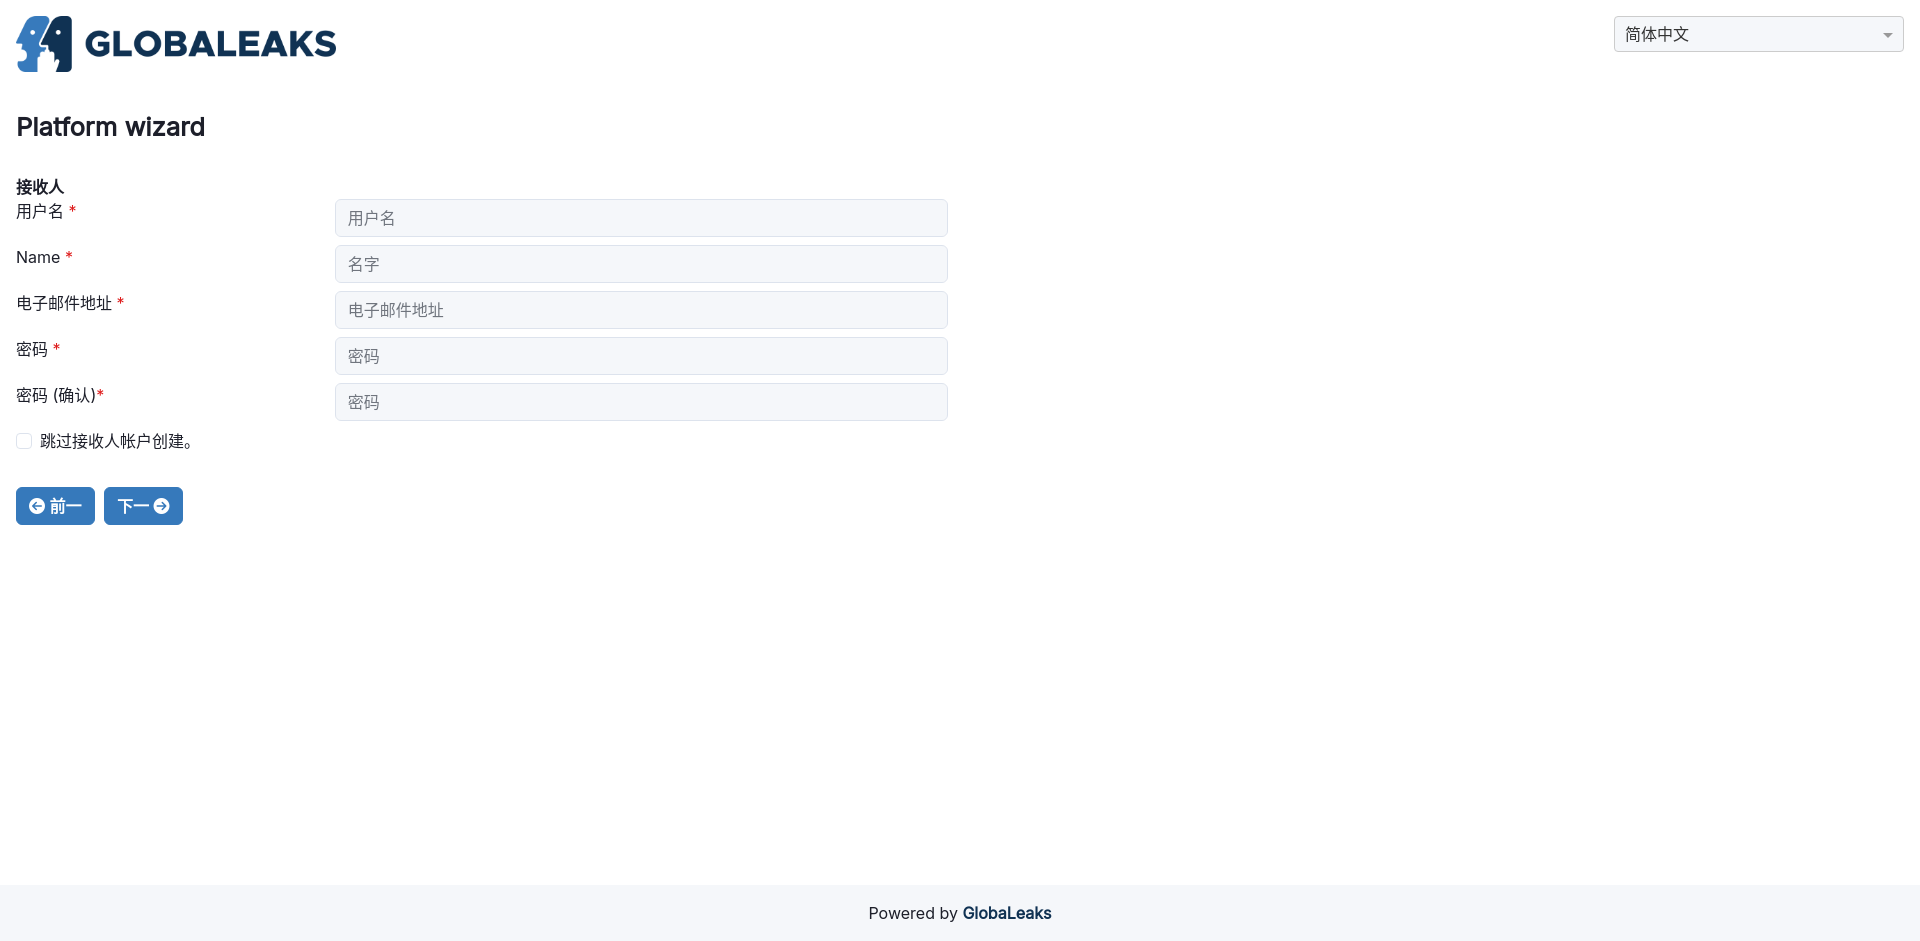 GLOBALEAKS
简体中文
Platform wizard
接收人
用户名 *
用户名
Name *
名字
电子邮件地址 *
电子邮件地址
密码 *
密码
密码 (确认)*
密码
跳过接收人帐户创建。
前一
下一
Powered by GlobaLeaks